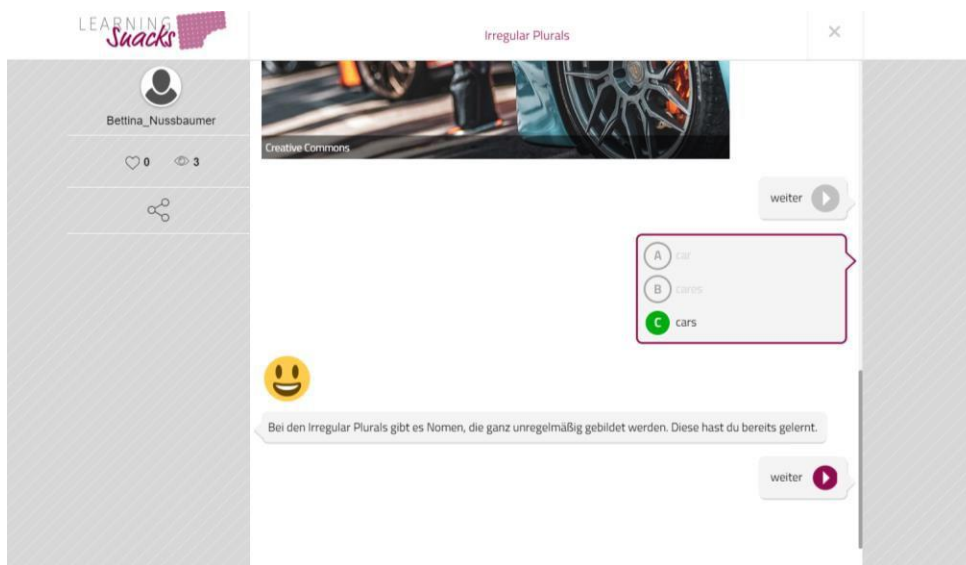 LEARNING
Snacks
Irregular Plurals
Bettina_Nussbaumer
0 3
Creative Commons
weiter
A car
B cares
C cars
Bei den Irregular Plurals gibt es Nomen, die ganz unregelmäßig gebildet werden. Diese hast du bereits gelernt.
weiter